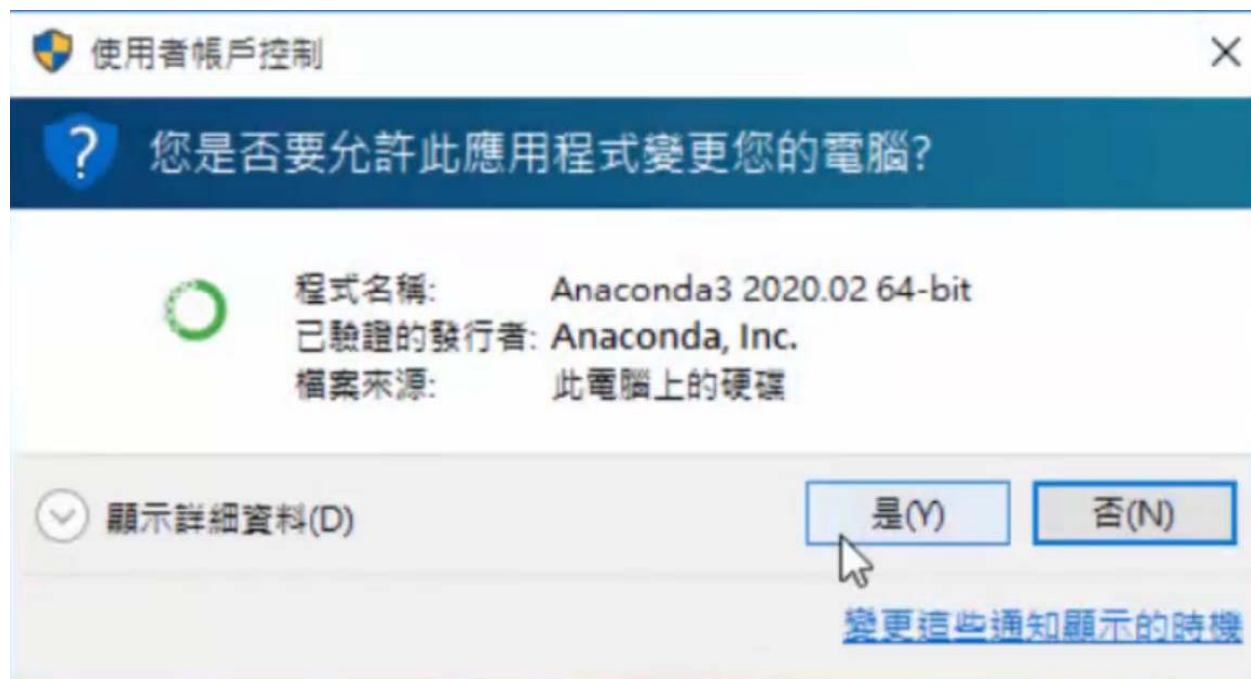 使用者帳戶控制
?
您是否要允許此應用程式變更您的電腦?
程式名稱: Anaconda3 2020.02 64-bit
已驗證的發行者: Anaconda, Inc.
檔案來源: 此電腦上的硬碟
顯示詳細資料(D)
是(Y) 否(N)
變更這些通知顯示的時機